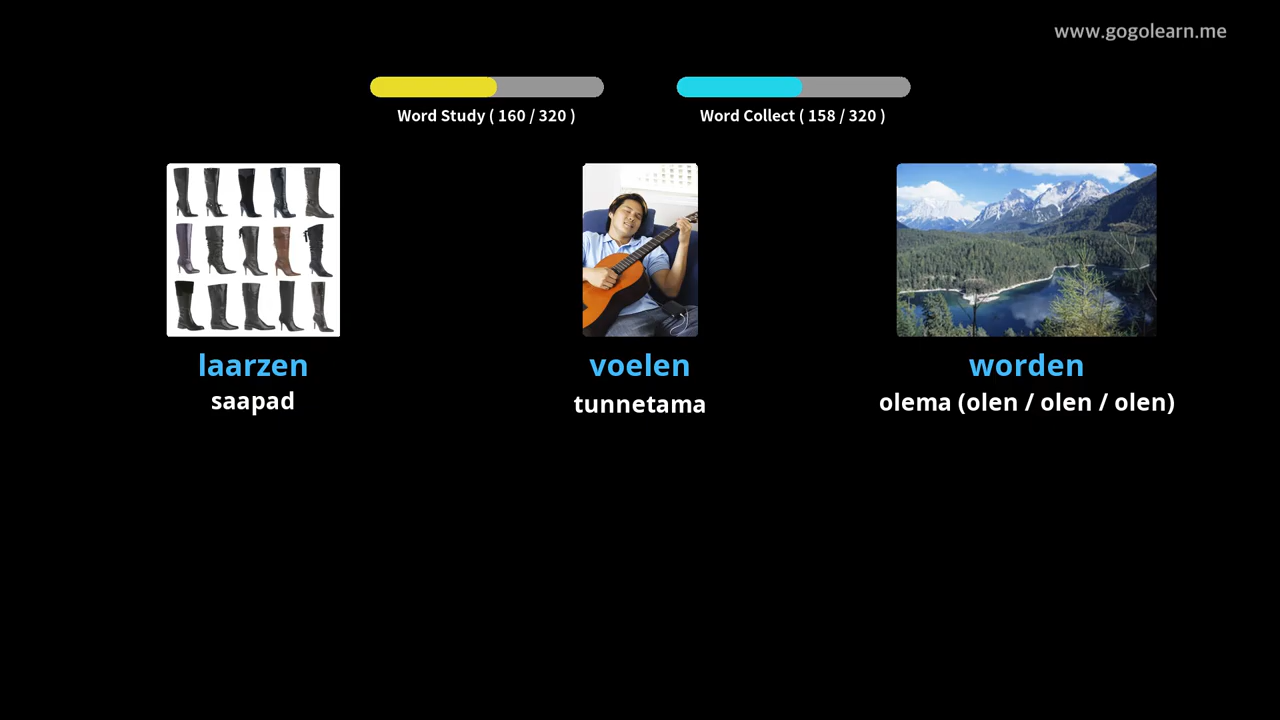 www.gogolearn.me
Word Study ( 160 / 320 )
Word Collect ( 158 / 320 )
laarzen
saapad
voelen
tunnetama
worden
olema (olen / olen / olen)